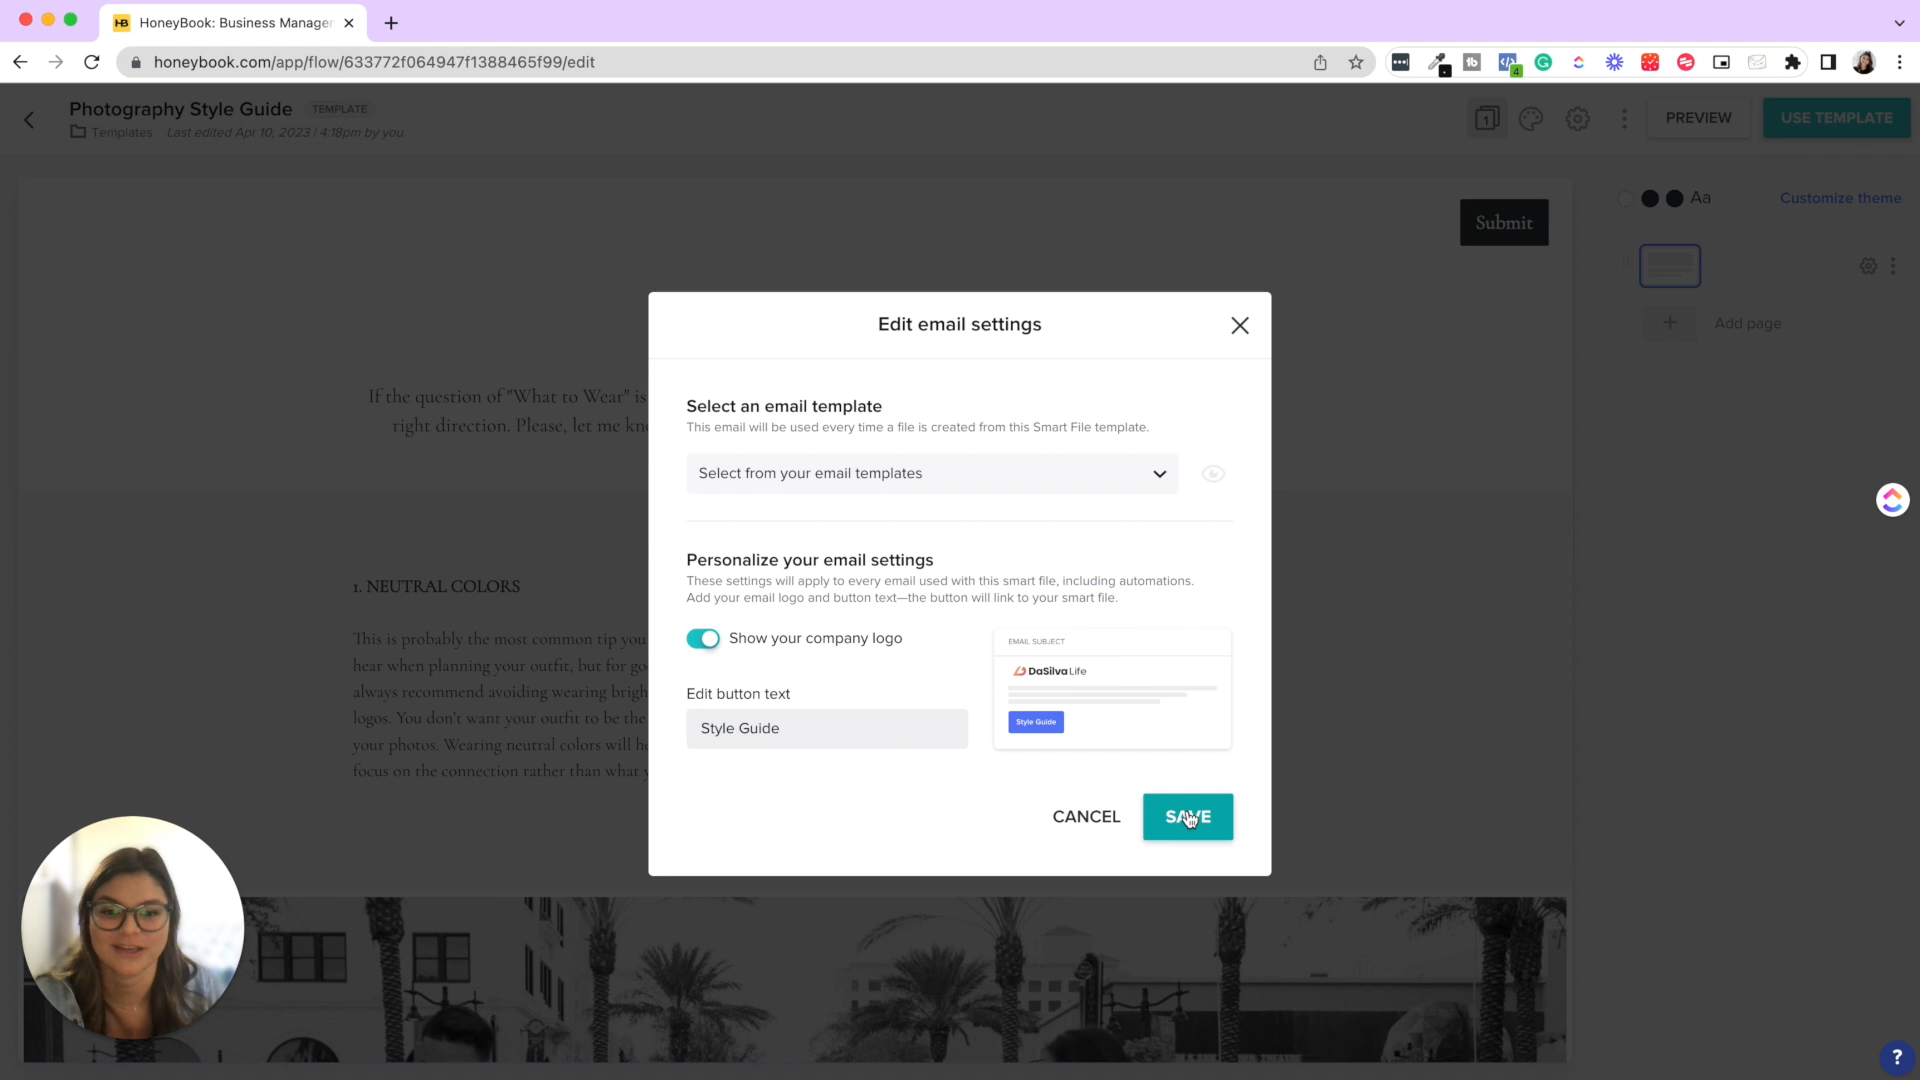 HoneyBook: Business Manager
honeybook.com/app/flow/633772f064947f1388465f99/edit
4
Photography Style Guide TEMPLATE
Templates Last edited Apr 10, 2023 | 4:18pm by you
1
PREVIEW
USE TEMPLATE
Aa Customize theme
Submit
Add page
If the question of "What to Wear" is
right direction. Please, let me kn
1. NEUTRAL COLORS
This is probably the most common tip you
hear when planning your outfit, but for
always recommend avoiding wearing
logos. You don't want your outfit to be the
your photos. Wearing neutral colors will
focus on the connection rather than what
Edit email settings
Select an email template
This email will be used every time a file is created from this Smart File template.
Select from your email templates
Personalize your email settings
These settings will apply to every email used with this smart file, including automations.
Add your email logo and button text—the button will link to your smart file.
Show your company logo
Edit button text
Style Guide
EMAIL SUBJECT
DaSilva Life
Style Guide
CANCEL
SAVE
?